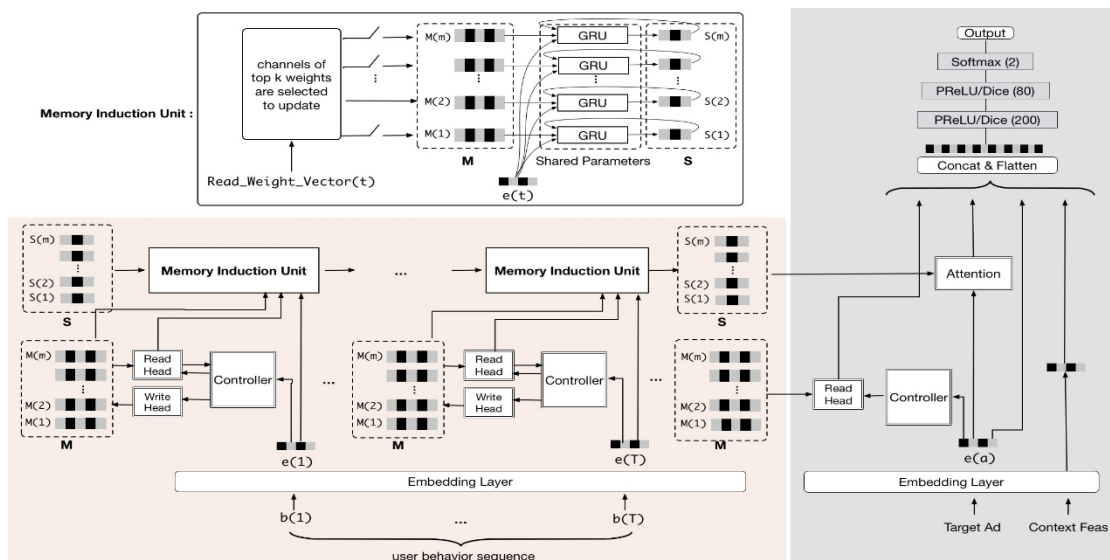 Memory Induction Unit :
channels of
top k weights
are selected
to update
Read_Weight_Vector(t)
M(m)
M(2)
M(1)
M
GRU
GRU
GRU
GRU
Shared Parameters
e(t)
S(m)
S(2)
S(1)
S
S(m)
S(2)
S(1)
S
Memory Induction Unit
...
Memory Induction Unit
S(m)
S(2)
S(1)
S
M(m)
M(2)
M(1)
M
Read
Head
Write
Head
Controller
...
M(m)
M(2)
M(1)
M
Read
Head
Write
Head
Controller
...
M(m)
M(2)
M(1)
M
e(1)
e(T)
Embedding Layer
b(1)
...
b(T)
user behavior sequence
Output
Softmax (2)
PReLU/Dice (80)
PReLU/Dice (200)
Concat & Flatten
Attention
Read
Head
Controller
e(a)
Embedding Layer
Target Ad
Context Feas